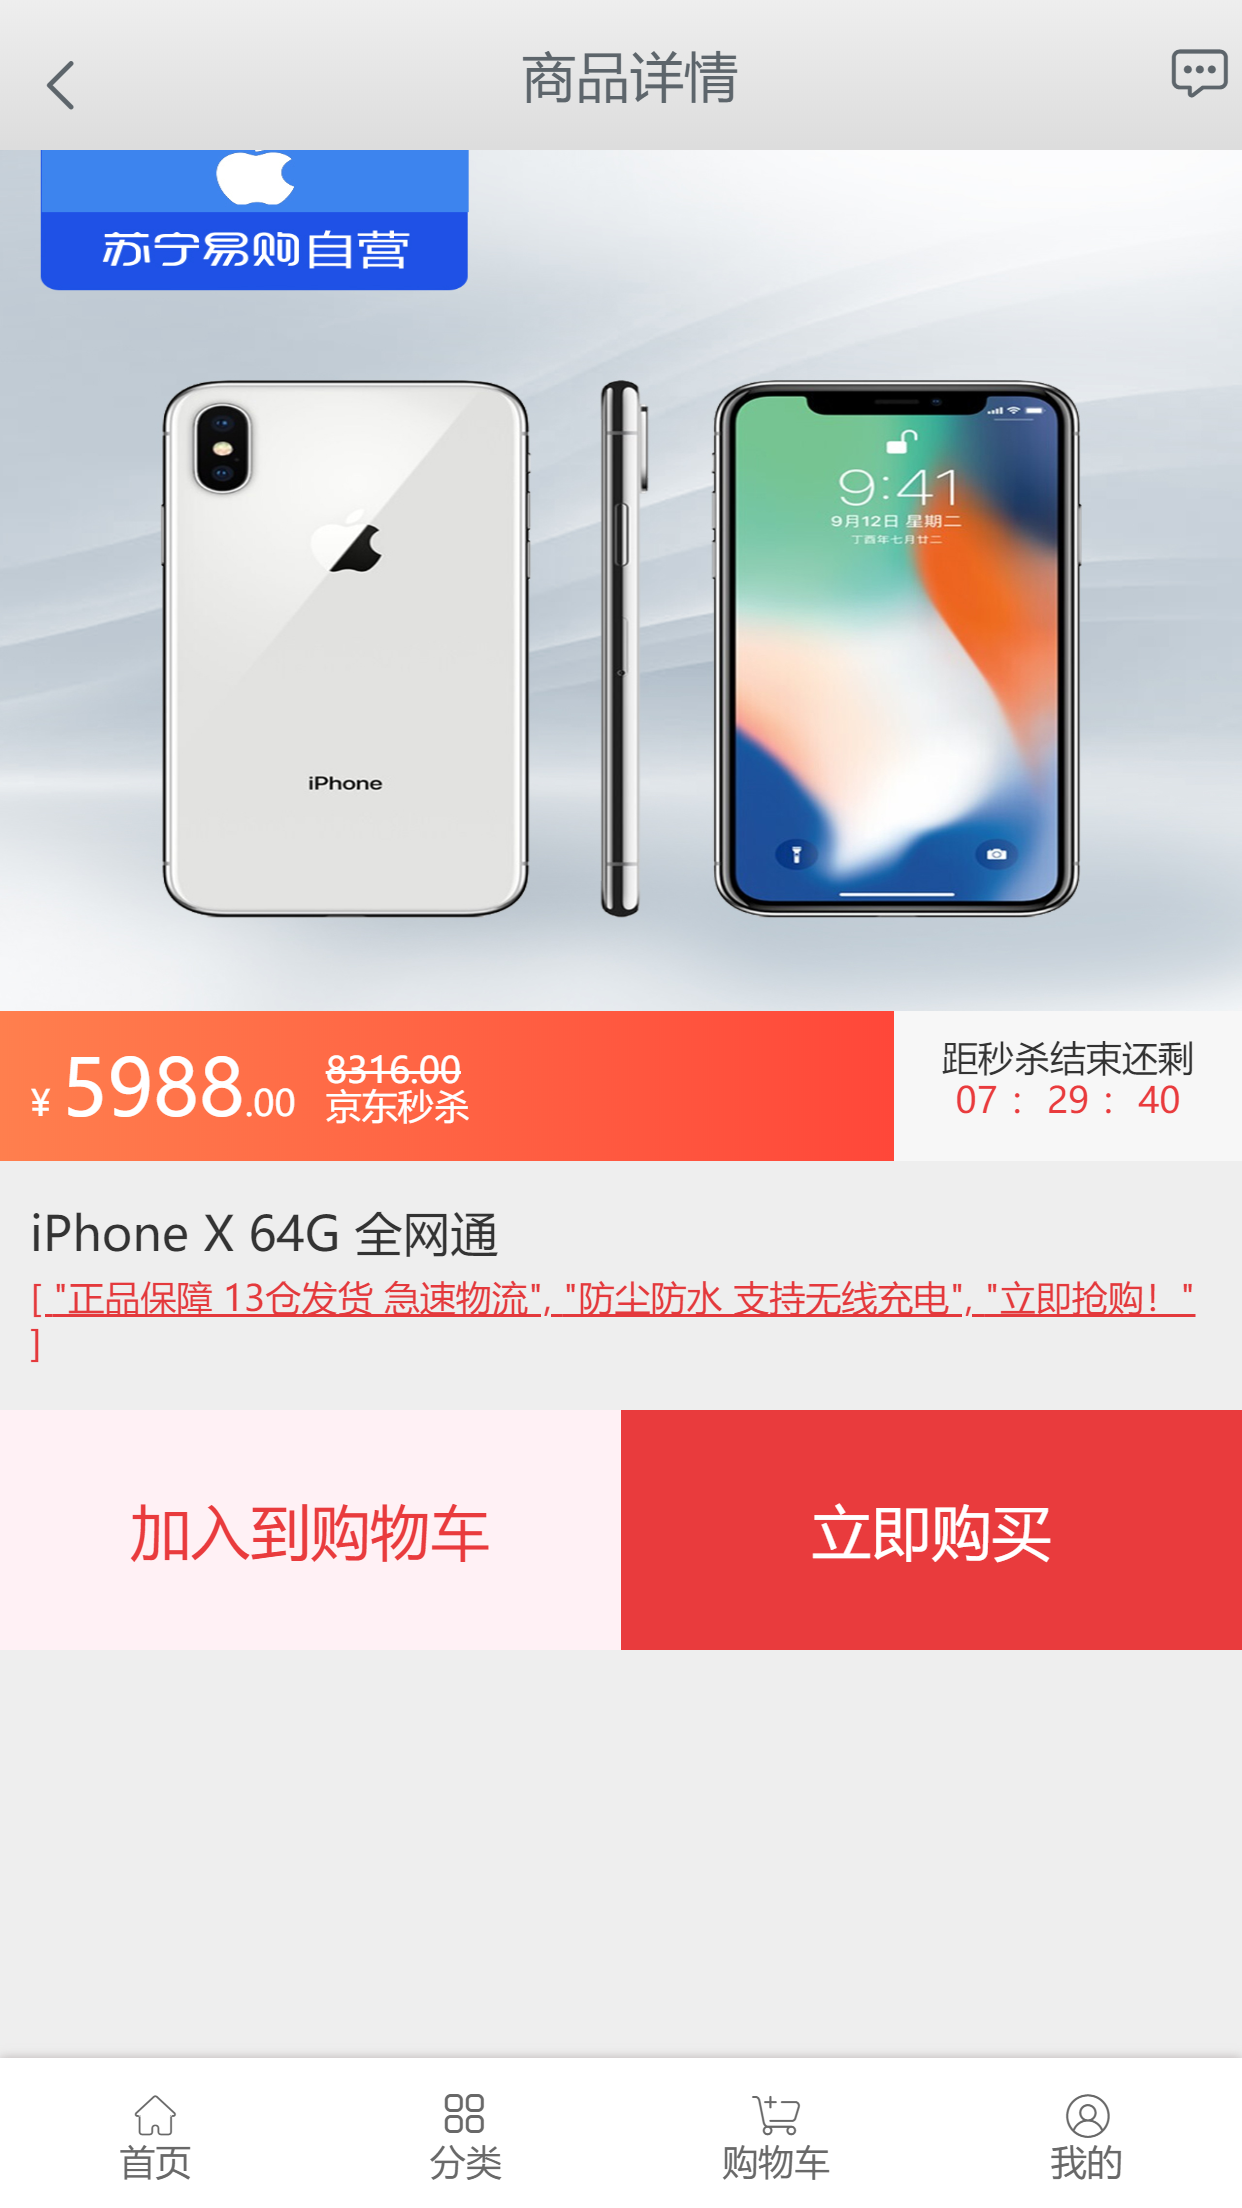 商品详情
苏宁易购自营
9:41
9月12日 星期二
丁酉年七月廿二
iPhone
¥ 5988.00
8316.00
京东秒杀
距秒杀结束还剩
07 : 29 : 40
iPhone X 64G 全网通
[ "正品保障 13仓发货 急速物流", "防尘防水 支持无线充电", "立即抢购！"
]
加入到购物车
立即购买
首页
分类
购物车
我的